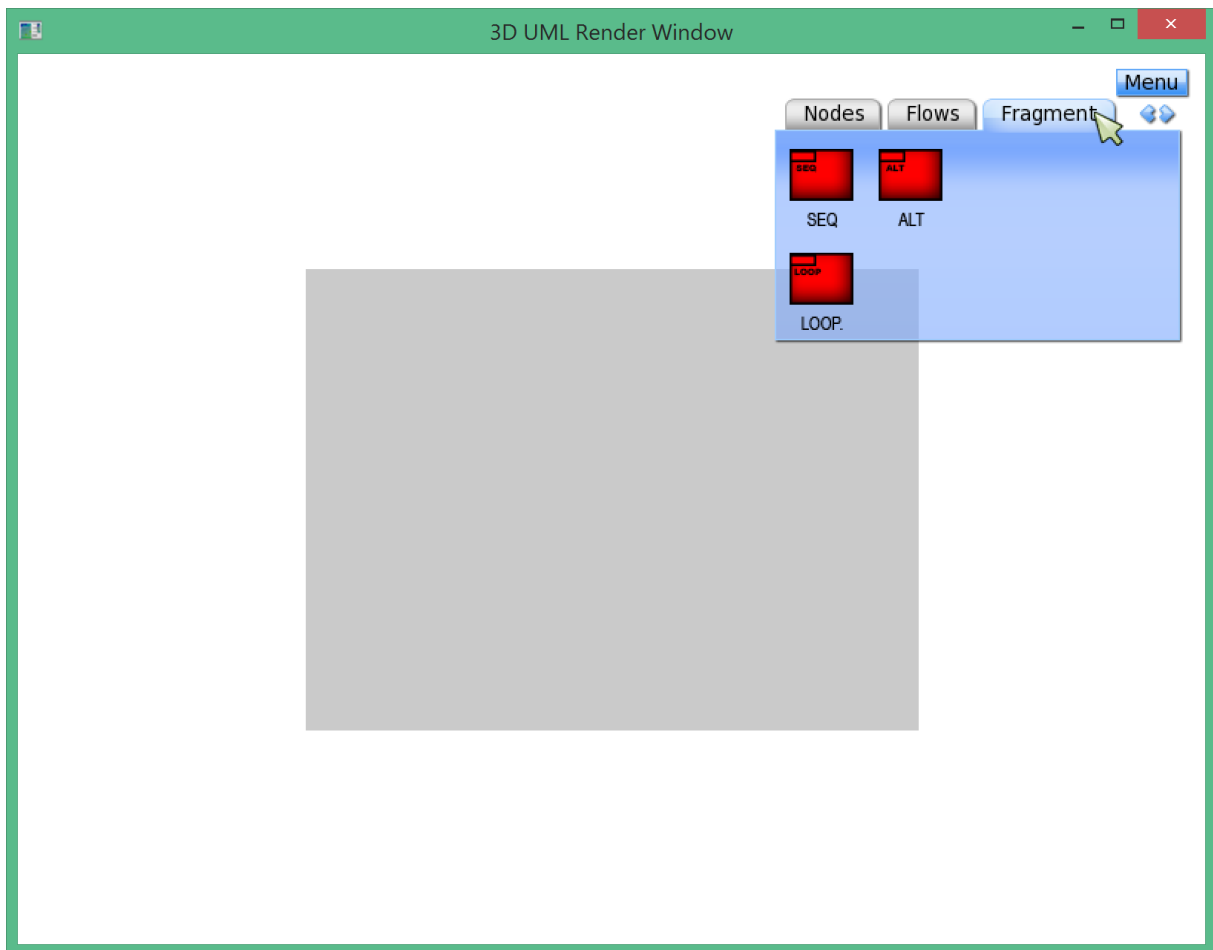 3D UML Render Window
Menu
Nodes Flows Fragment
SEQ ALT
SEQ ALT
LOOP
LOOP.